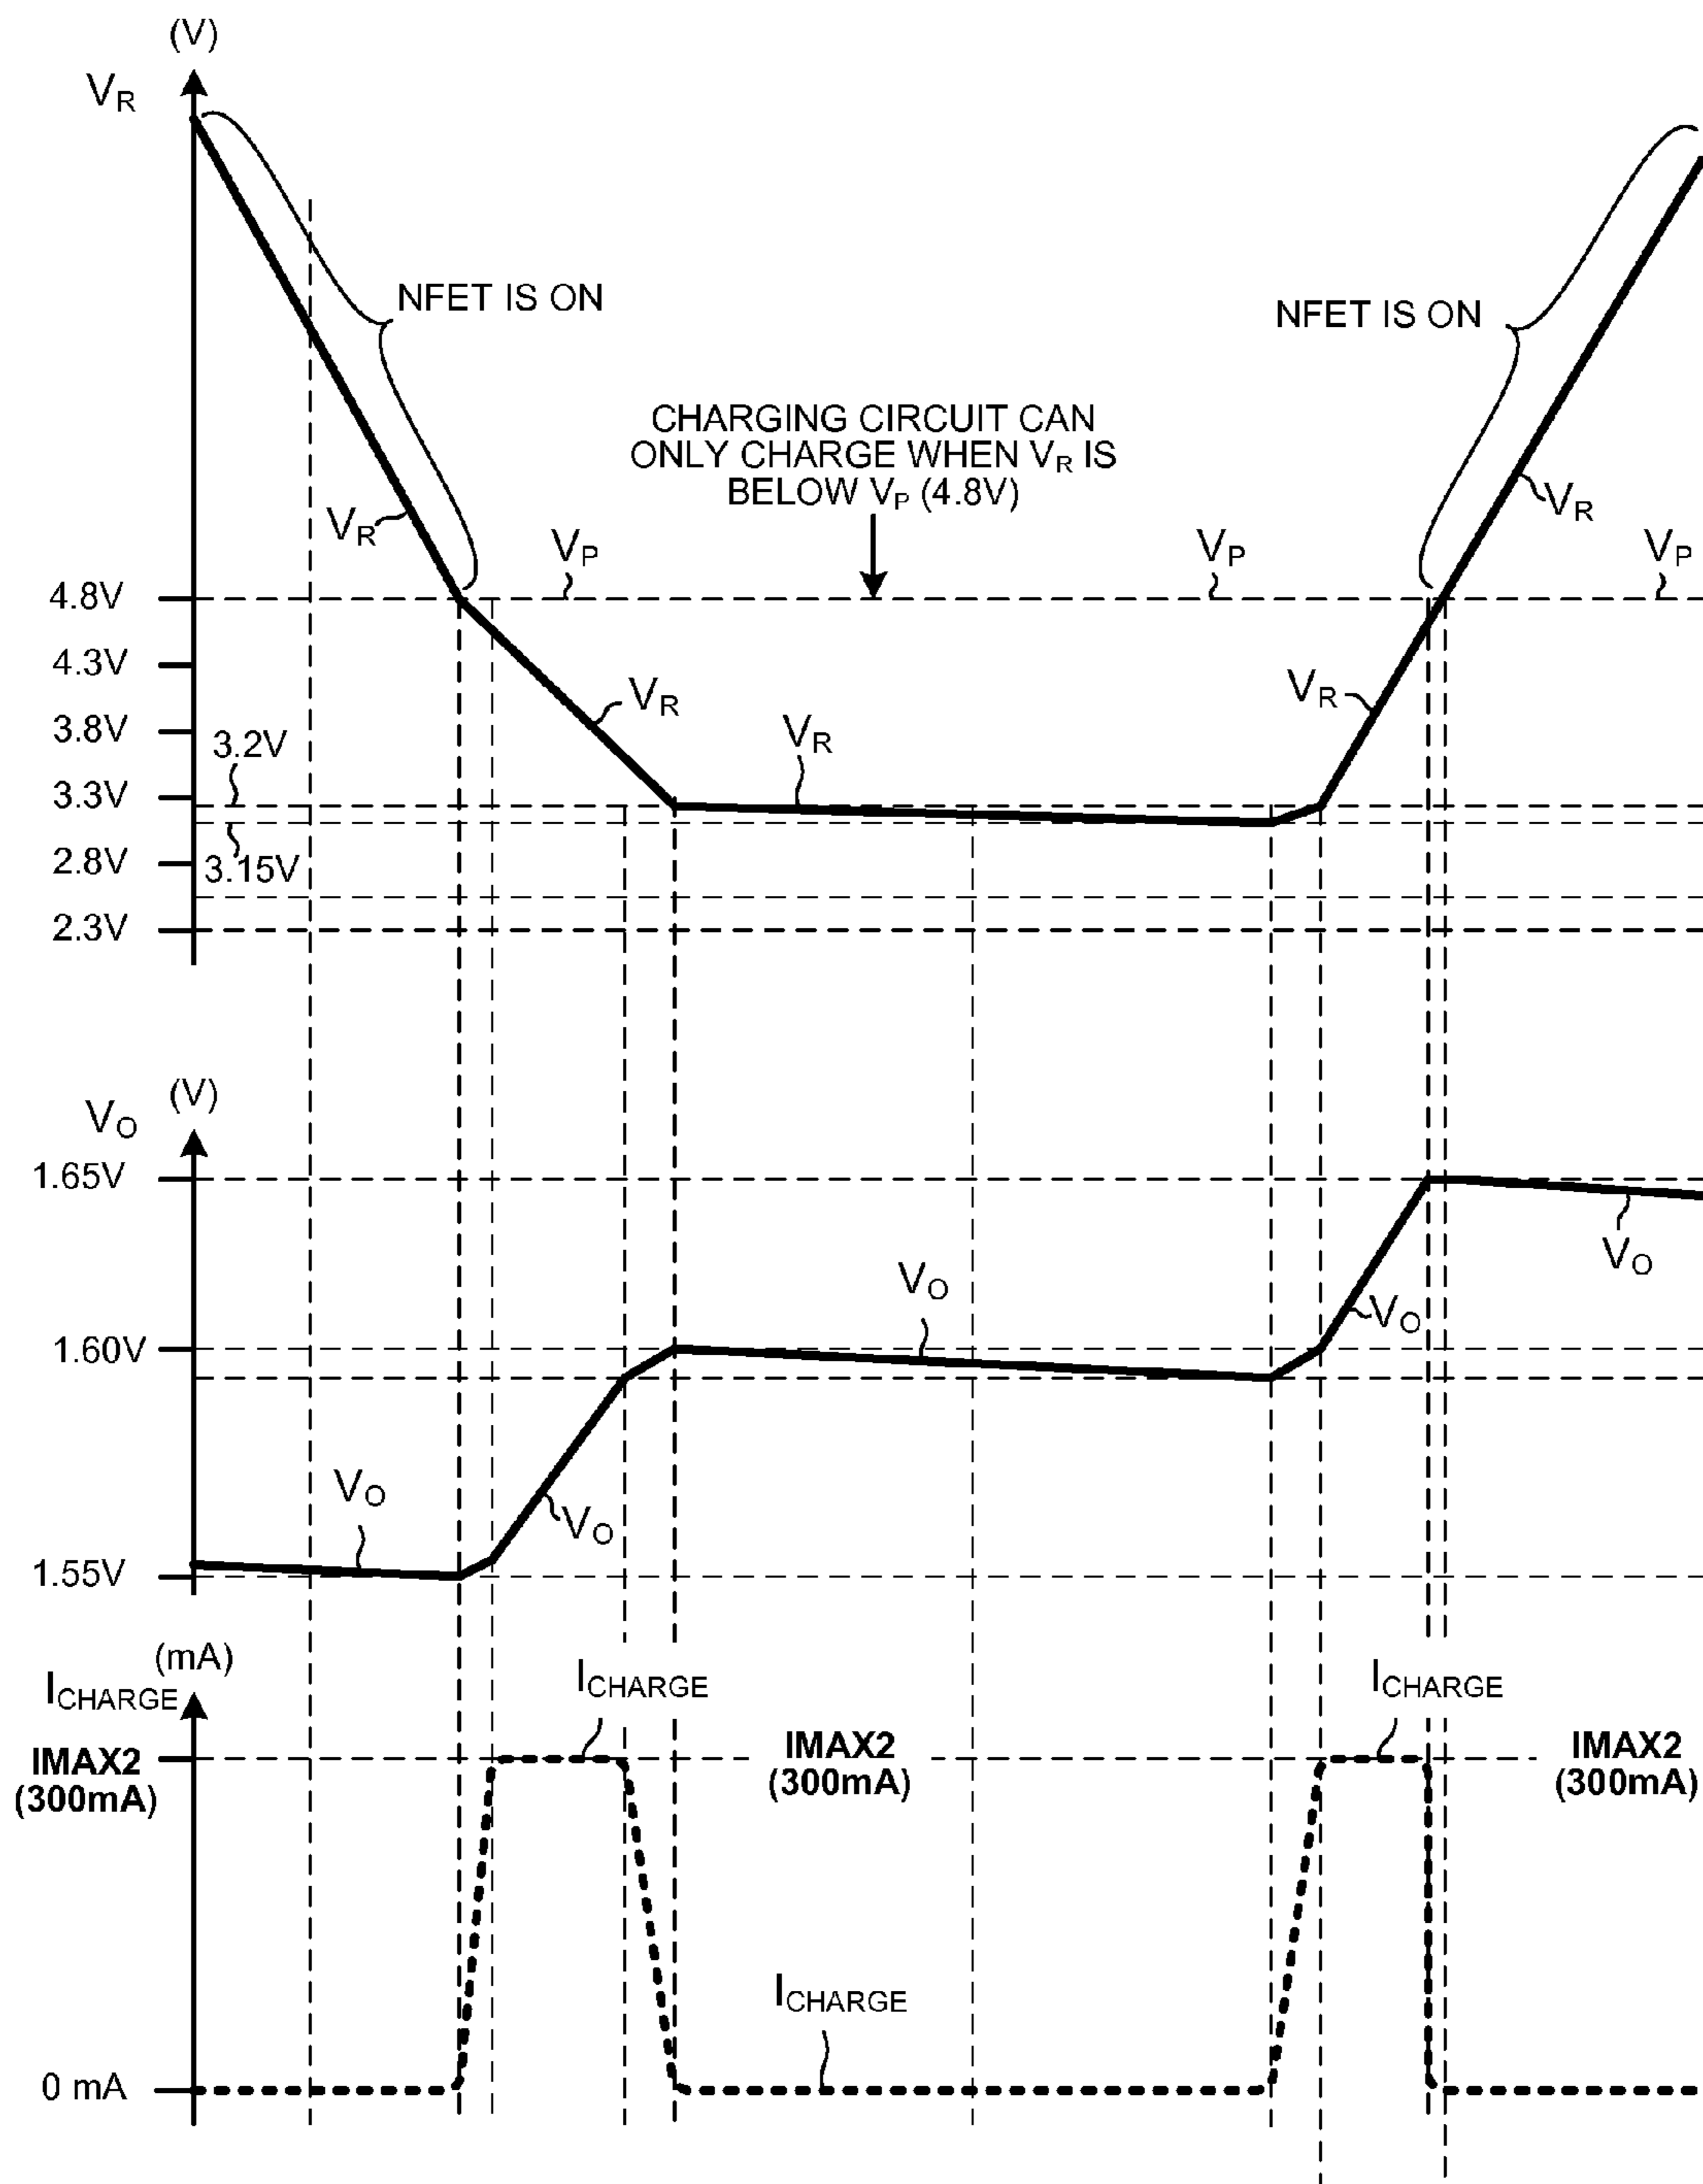 (V)
VR
NFET IS ON
NFET IS ON
CHARGING CIRCUIT CAN
ONLY CHARGE WHEN VR IS
BELOW VP (4.8V)
VR
VR
VP
VP
VP
4.8V
4.3V
VR
VR
3.8V
3.2V
VR
3.3V
2.8V
3.15V
2.3V
(V)
VO
1.65V
VO
VO
VO
1.60V
VO
VO
1.55V
(mA)
ICHARGE
ICHARGE
ICHARGE
IMAX2
(300mA)
IMAX2
(300mA)
IMAX2
(300mA)
ICHARGE
0 mA